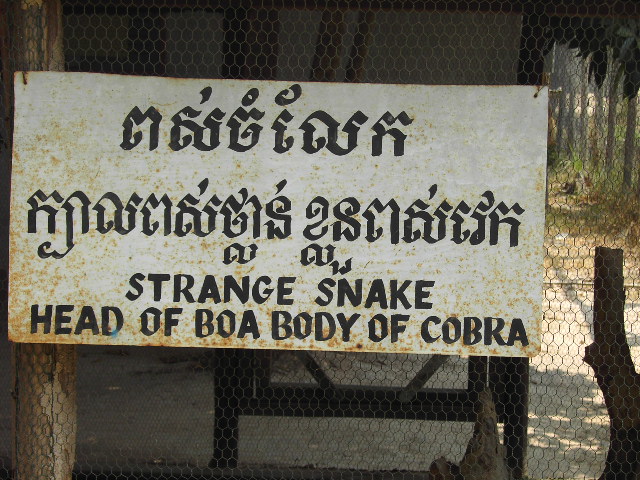 ពស់ចំលែក
ក្បាលពស់ថ្លាន់ ខ្លួនពស់វែក
STRANGE SNAKE
HEAD OF BOA BODY OF COBRA